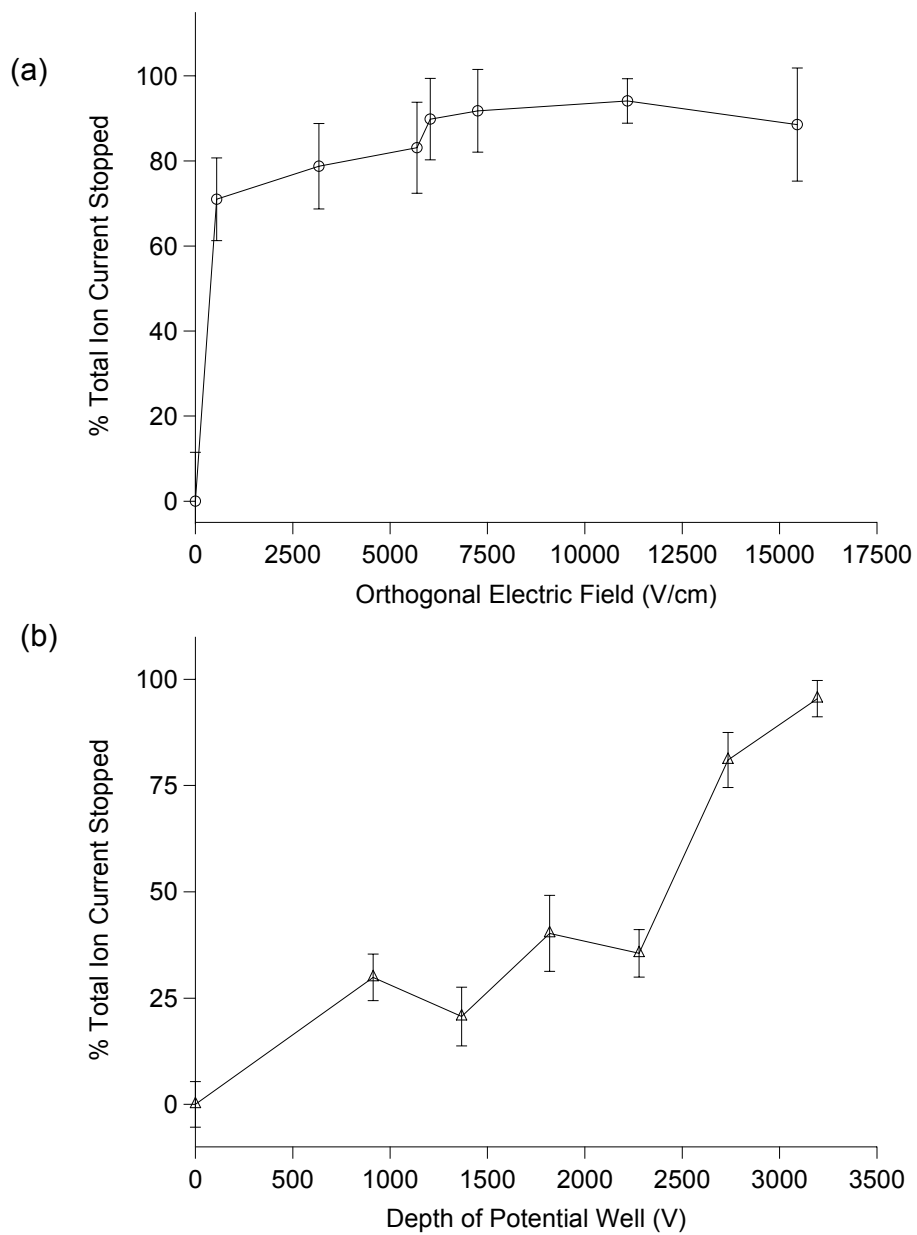 (a)
% Total Ion Current Stopped
100
80
60
40
20
0
0 2500 5000 7500 10000 12500 15000 17500
Orthogonal Electric Field (V/cm)
(b)
% Total Ion Current Stopped
100
75
50
25
0
0 500 1000 1500 2000 2500 3000 3500
Depth of Potential Well (V)